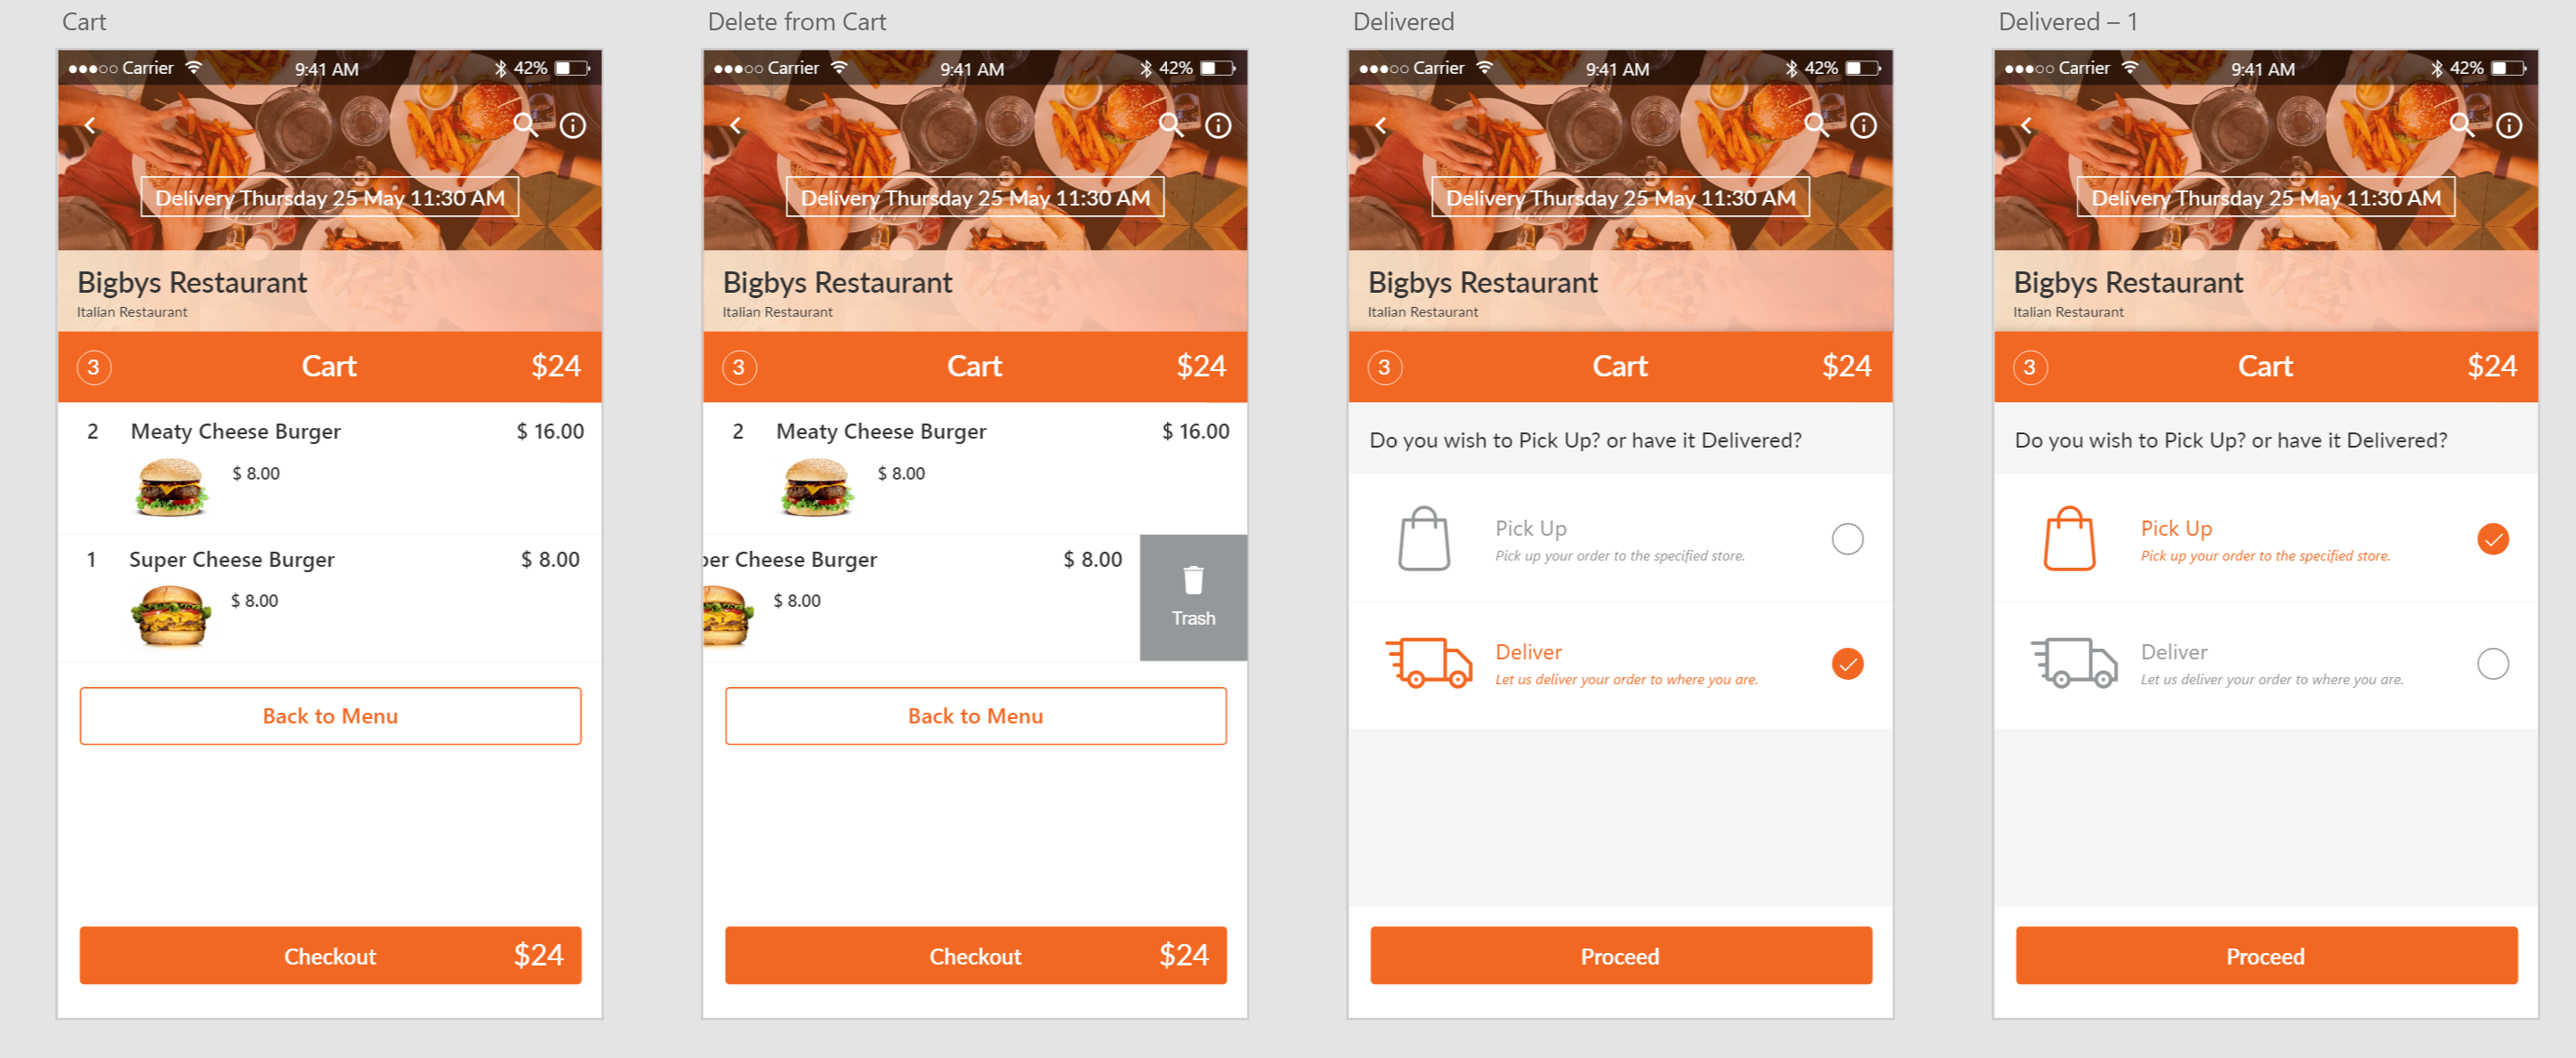 Cart
Carrier 9:41 AM 42%
Delivery Thursday 25 May 11:30 AM
Bigbys Restaurant
Italian Restaurant
3 Cart $24
2 Meaty Cheese Burger $ 16.00
$ 8.00
1 Super Cheese Burger $ 8.00
$ 8.00
Back to Menu
Checkout $24
Delete from Cart
Carrier 9:41 AM 42%
Delivery Thursday 25 May 11:30 AM
Bigbys Restaurant
Italian Restaurant
3 Cart $24
2 Meaty Cheese Burger $ 16.00
$ 8.00
per Cheese Burger $ 8.00
$ 8.00
Trash
Back to Menu
Checkout $24
Delivered
Carrier 9:41 AM 42%
Delivery Thursday 25 May 11:30 AM
Bigbys Restaurant
Italian Restaurant
3 Cart $24
Do you wish to Pick Up? or have it Delivered?
Pick Up
Pick up your order to the specified store.
Deliver
Let us deliver your order to where you are.
Proceed
Delivered – 1
Carrier 9:41 AM 42%
Delivery Thursday 25 May 11:30 AM
Bigbys Restaurant
Italian Restaurant
3 Cart $24
Do you wish to Pick Up? or have it Delivered?
Pick Up
Pick up your order to the specified store.
Deliver
Let us deliver your order to where you are.
Proceed